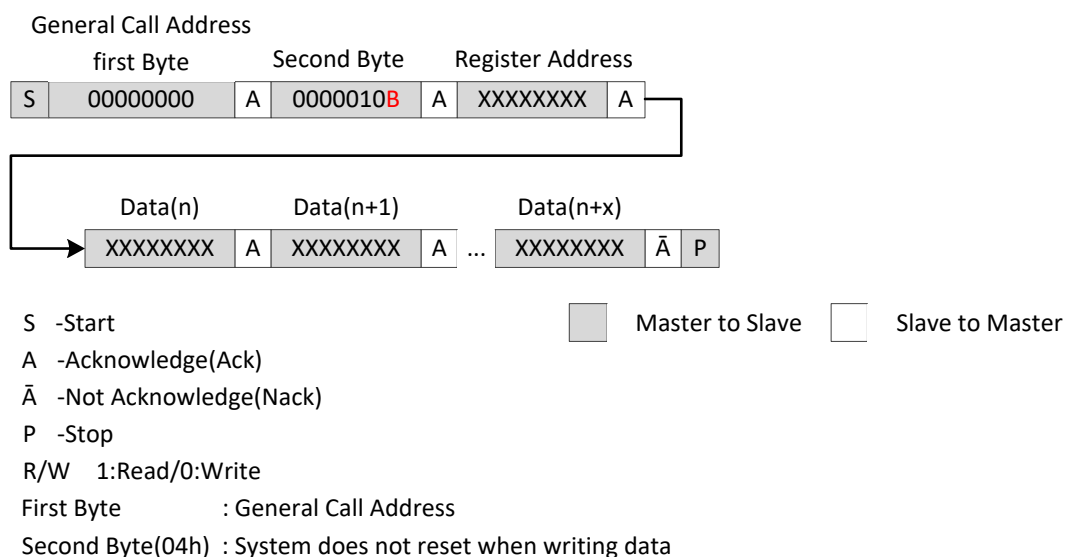 General Call Address
first Byte Second Byte Register Address
S 00000000 A 0000010B A XXXXXXXX A
Data(n) Data(n+1) Data(n+x)
XXXXXXXX A XXXXXXXX A ... XXXXXXXX Ā P
S -Start Master to Slave Slave to Master
A -Acknowledge(Ack)
Ā -Not Acknowledge(Nack)
P -Stop
R/W 1:Read/0:Write
First Byte : General Call Address
Second Byte(04h) : System does not reset when writing data